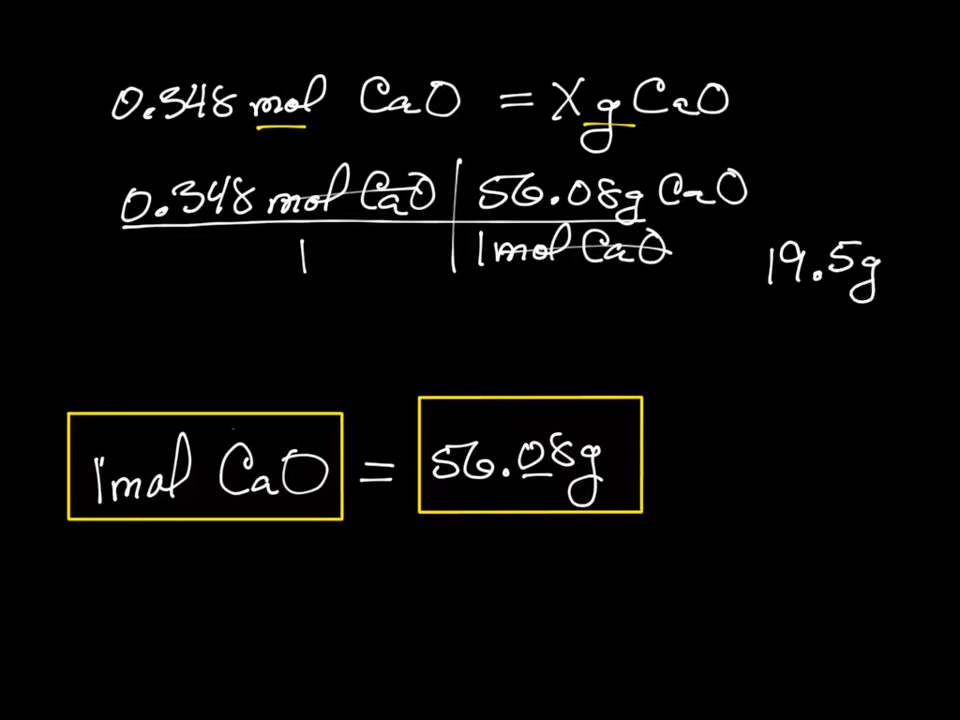 0.348 mol CaO = X g CaO
0.348 mol CaO | 56.08g CaO
1 | 1 mol CaO
19.5g
1 mol CaO = 56.08g